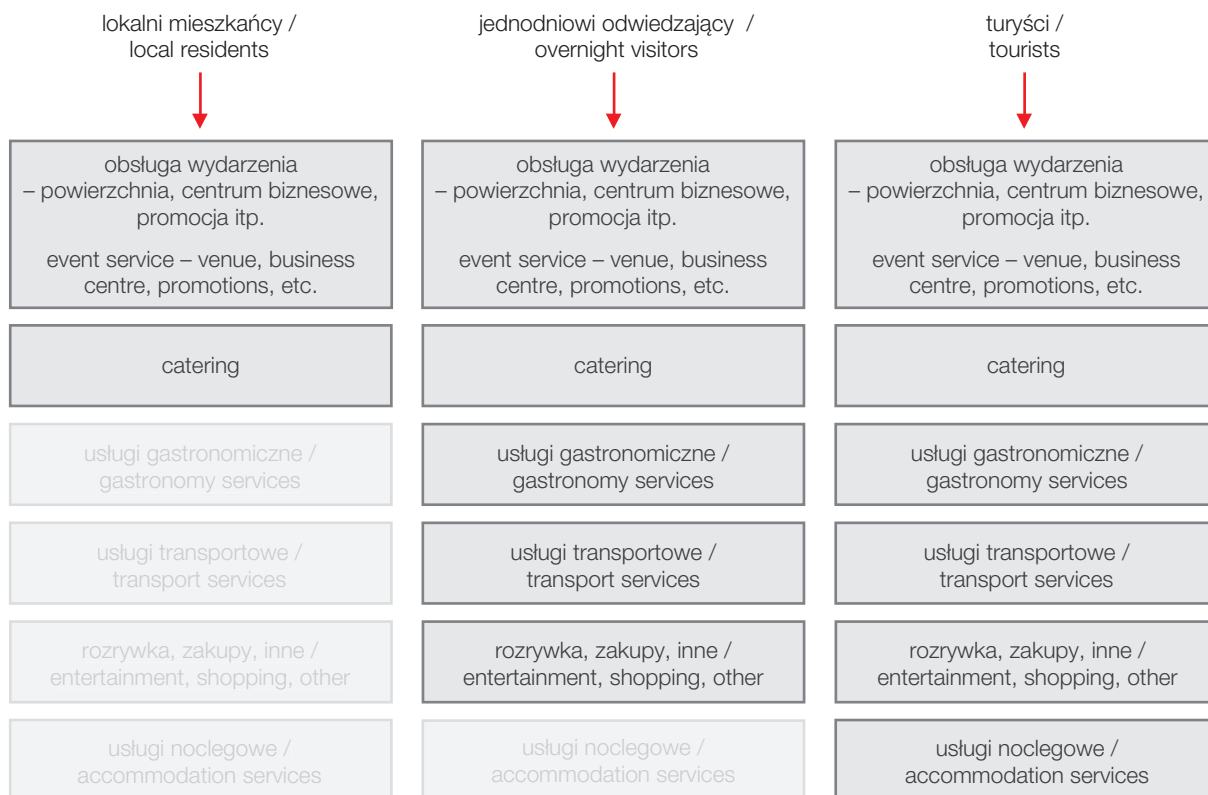 lokalni mieszkańcy /
local residents
jednodniowi odwiedzający /
overnight visitors
turyści /
tourists
obsługa wydarzenia
– powierzchnia, centrum biznesowe,
promocja itp.
event service – venue, business
centre, promotions, etc.
obsługa wydarzenia
– powierzchnia, centrum biznesowe,
promocja itp.
event service – venue, business
centre, promotions, etc.
obsługa wydarzenia
– powierzchnia, centrum biznesowe,
promocja itp.
event service – venue, business
centre, promotions, etc.
catering
catering
catering
usługi gastronomiczne /
gastronomy services
usługi gastronomiczne /
gastronomy services
usługi gastronomiczne /
gastronomy services
usługi transportowe /
transport services
usługi transportowe /
transport services
usługi transportowe /
transport services
rozrywka, zakupy, inne /
entertainment, shopping, other
rozrywka, zakupy, inne /
entertainment, shopping, other
rozrywka, zakupy, inne /
entertainment, shopping, other
usługi noclegowe /
accommodation services
usługi noclegowe /
accommodation services
usługi noclegowe /
accommodation services